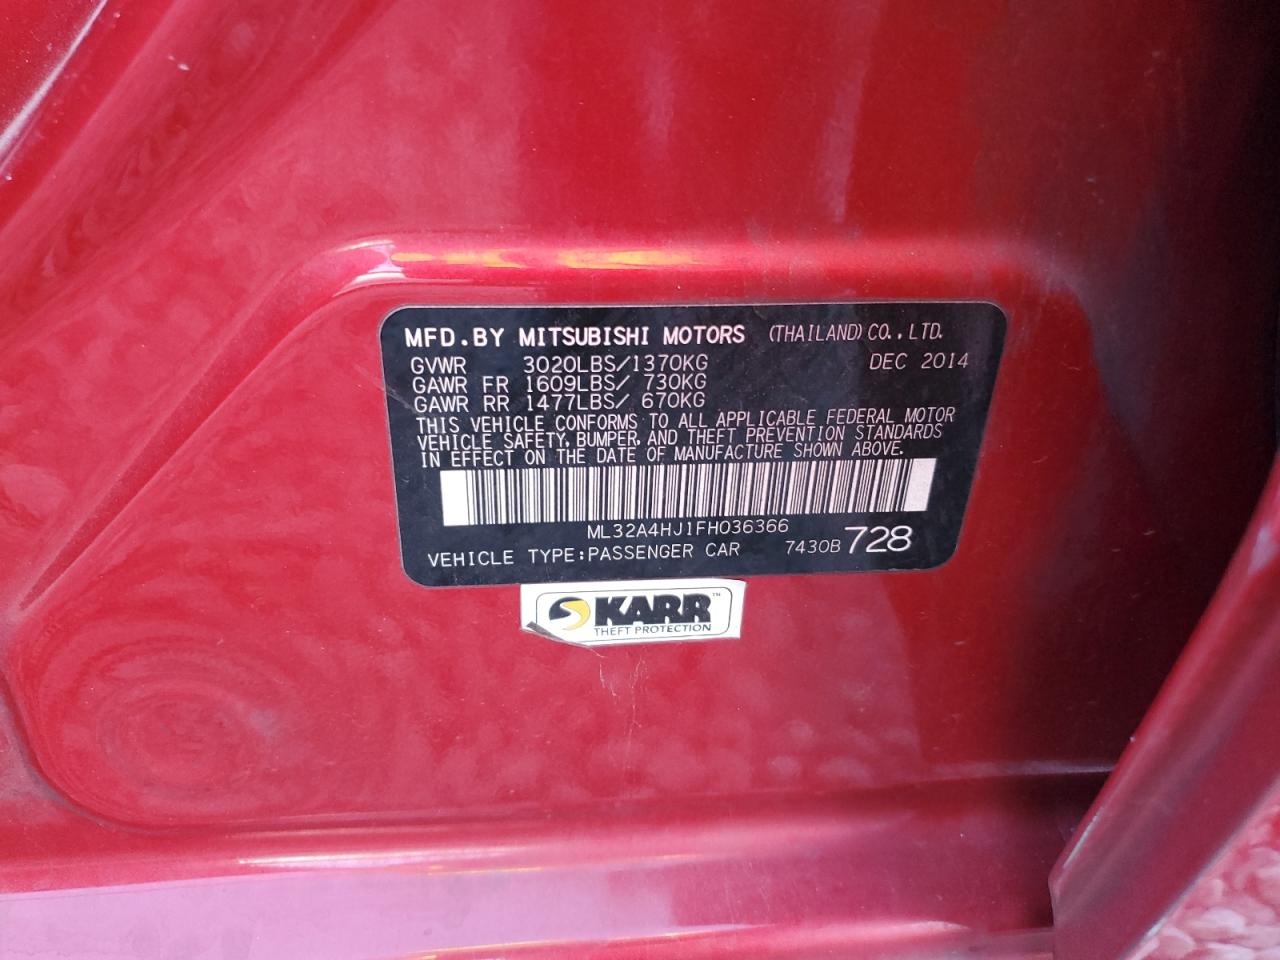 MFD.BY MITSUBISHI MOTORS (THAILAND)CO.,LTD.
GVWR 3020LBS/1370KG DEC 2014
GAWR FR 1609LBS/ 730KG
GAWR RR 1477LBS/ 670KG
THIS VEHICLE CONFORMS TO ALL APPLICABLE FEDERAL MOTOR
VEHICLE SAFETY, BUMPER, AND THEFT PREVENTION STANDARDS
IN EFFECT ON THE DATE OF MANUFACTURE SHOWN ABOVE.
ML32A4HJ1FH036366
VEHICLE TYPE:PASSENGER CAR 7430B 728
KARR™
THEFT PROTECTION